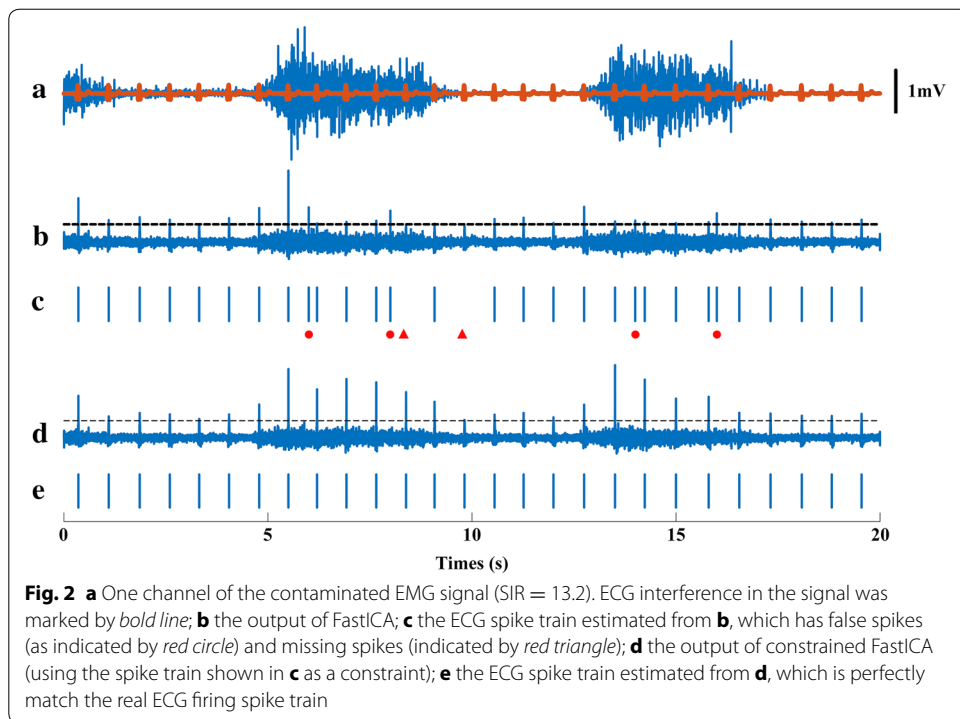 a
1mV
b
c
d
e
0 5 10 15 20
Times (s)
Fig. 2 a One channel of the contaminated EMG signal (SIR = 13.2). ECG interference in the signal was
marked by bold line; b the output of FastICA; c the ECG spike train estimated from b, which has false spikes
(as indicated by red circle) and missing spikes (indicated by red triangle); d the output of constrained FastICA
(using the spike train shown in c as a constraint); e the ECG spike train estimated from d, which is perfectly
match the real ECG firing spike train